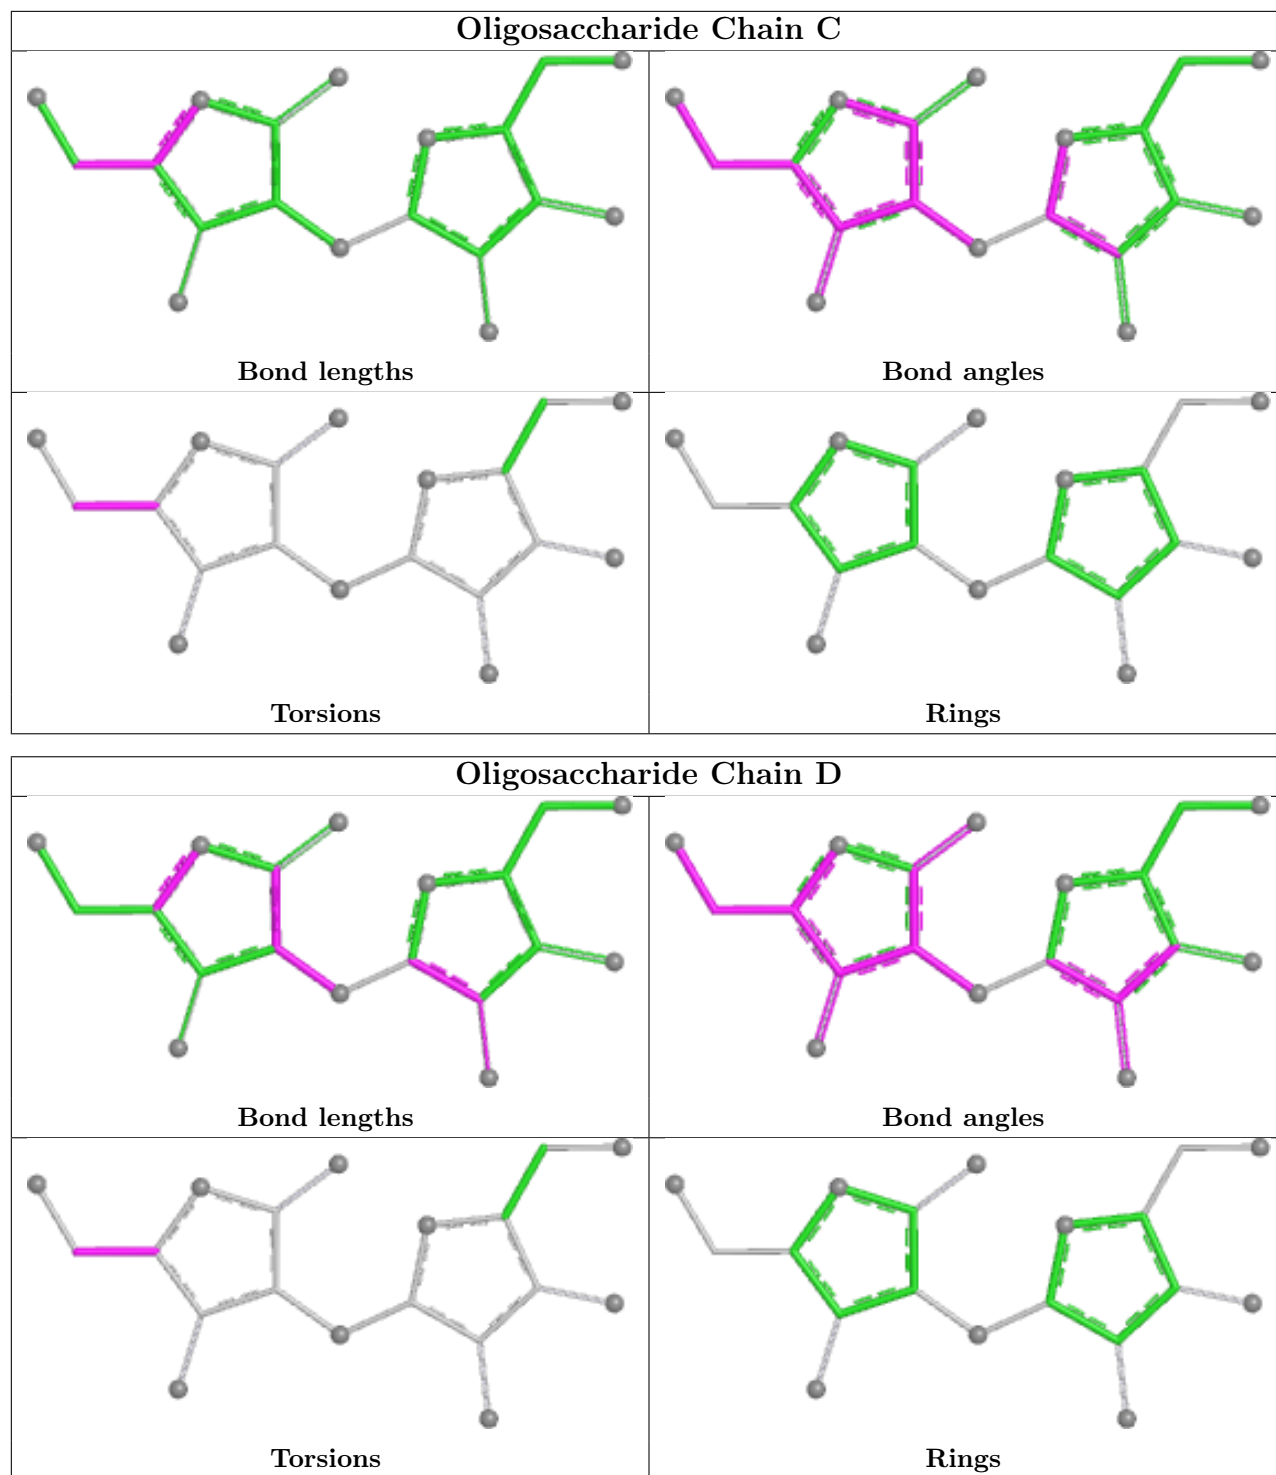 Oligosaccharide Chain C
Bond lengths
Bond angles
Torsions
Rings
Oligosaccharide Chain D
Bond lengths
Bond angles
Torsions
Rings